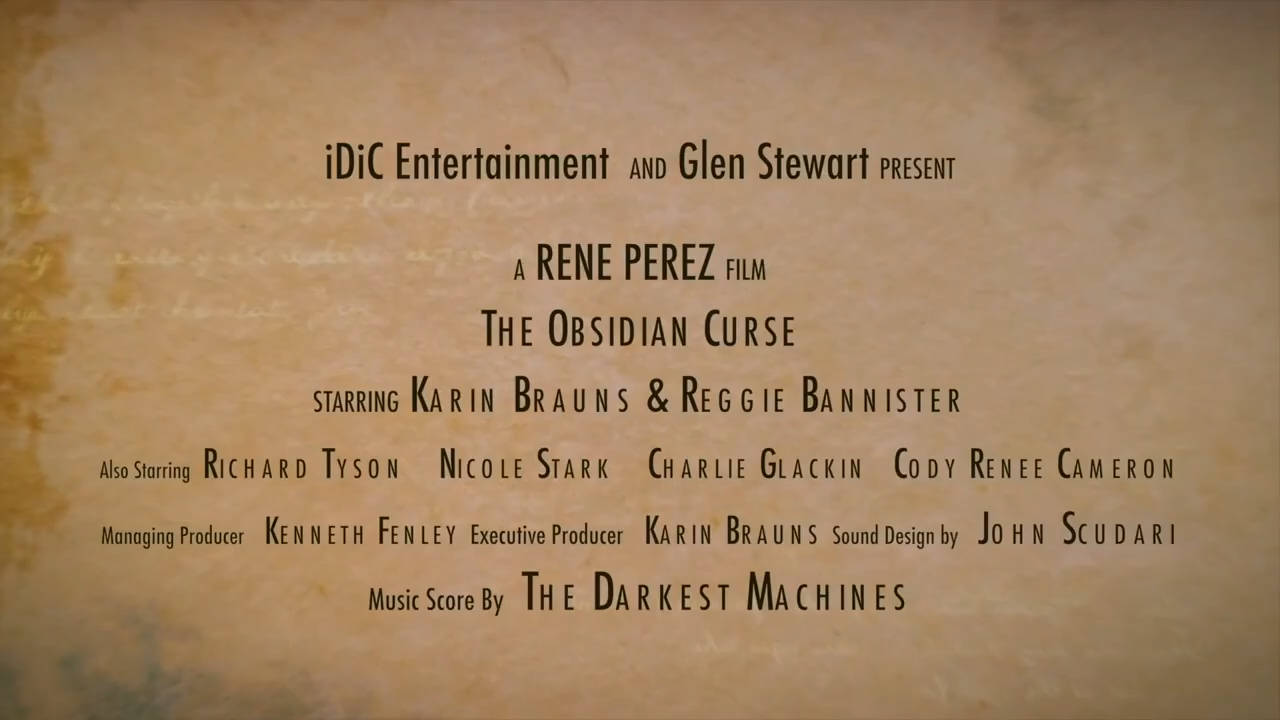 iDiC Entertainment AND Glen Stewart PRESENT
A RENE PEREZ FILM
THE OBSIDIAN CURSE
STARRING KARIN BRAUNS & REGGIE BANNISTER
Also Starring RICHARD TYSON NICOLE STARK CHARLIE GLACKIN CODY RENEE CAMERON
Managing Producer KENNETH FENLEY Executive Producer KARIN BRAUNS Sound Design by JOHN SCUDARI
Music Score By THE DARKEST MACHINES